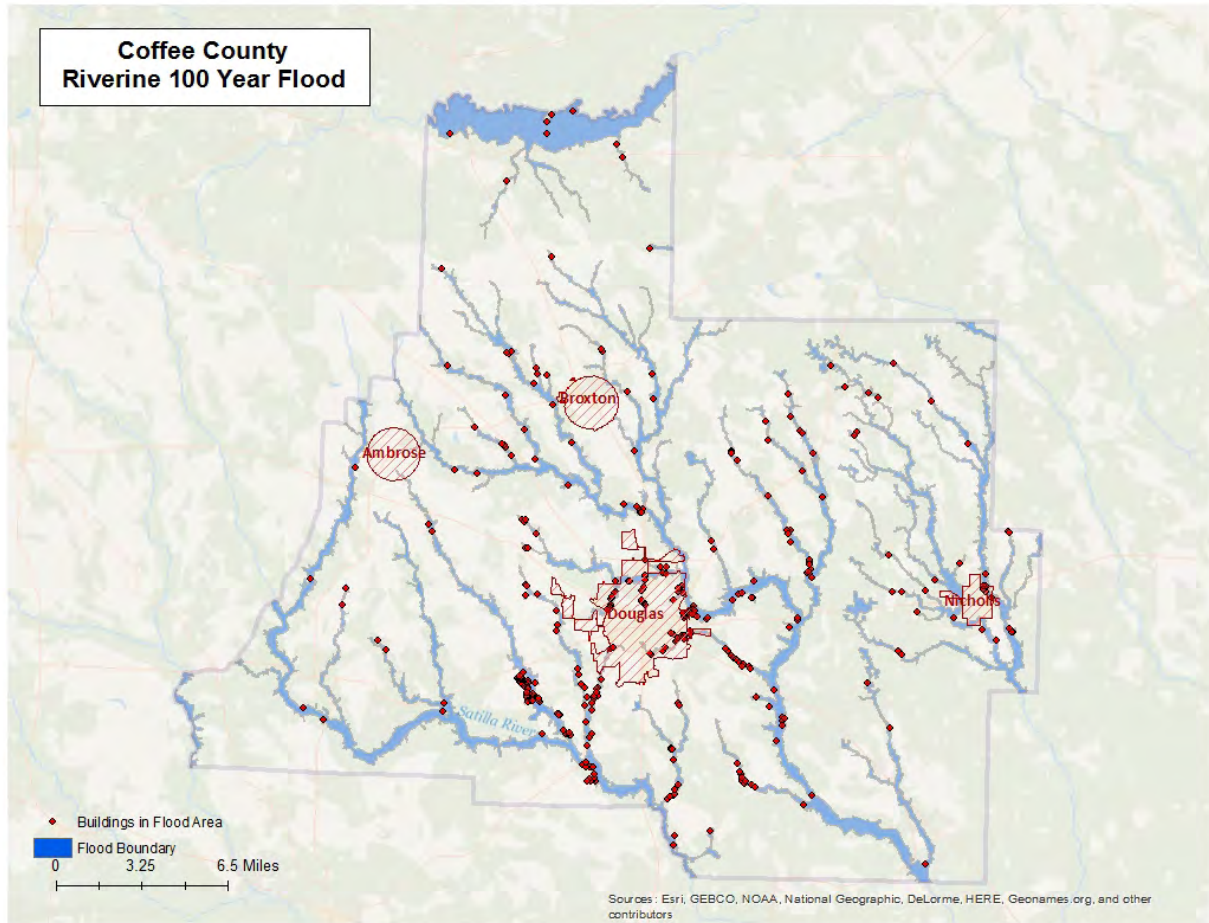 Coffee County
Riverine 100 Year Flood
Broxton
Ambrose
Douglas
Nicholls
Satilla River
Buildings in Flood Area
Flood Boundary
0 3.25 6.5 Miles
Sources: Esri, GEBCO, NOAA, National Geographic, DeLorme, HERE, Geonames.org, and other
contributors